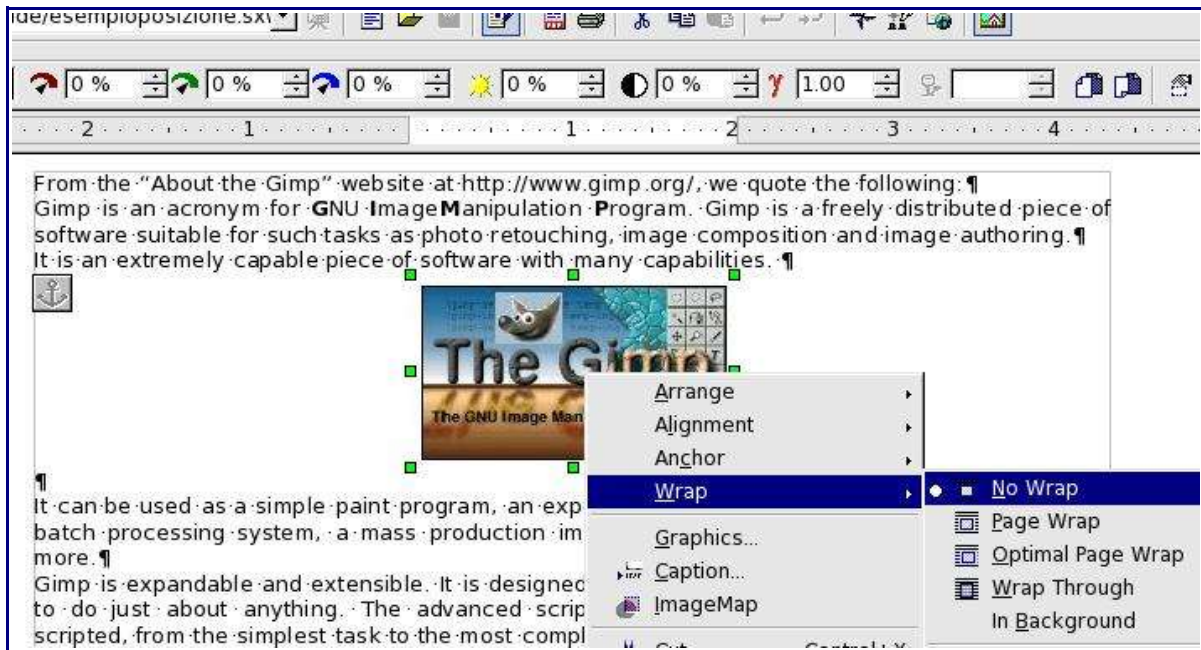 de/esempioposizione.sx
0 % 0 % 0 % 0 % 0 % 1.00
2 1 1 2 3 4
From the “About the Gimp” website at http://www.gimp.org/, we quote the following: ¶
Gimp is an acronym for GNU Image Manipulation Program. Gimp is a freely distributed piece of
software suitable for such tasks as photo retouching, image composition and image authoring. ¶
It is an extremely capable piece of software with many capabilities. ¶
The Gimp
The GNU Image Man
Arrange
Alignment
Anchor
Wrap
Graphics...
Caption...
ImageMap
Cut Control+X
No Wrap
Page Wrap
Optimal Page Wrap
Wrap Through
In Background
¶
It can be used as a simple paint program, an exp
batch processing system, a mass production im
more. ¶
Gimp is expandable and extensible. It is designed
to do just about anything. The advanced scrip
scripted, from the simplest task to the most compl